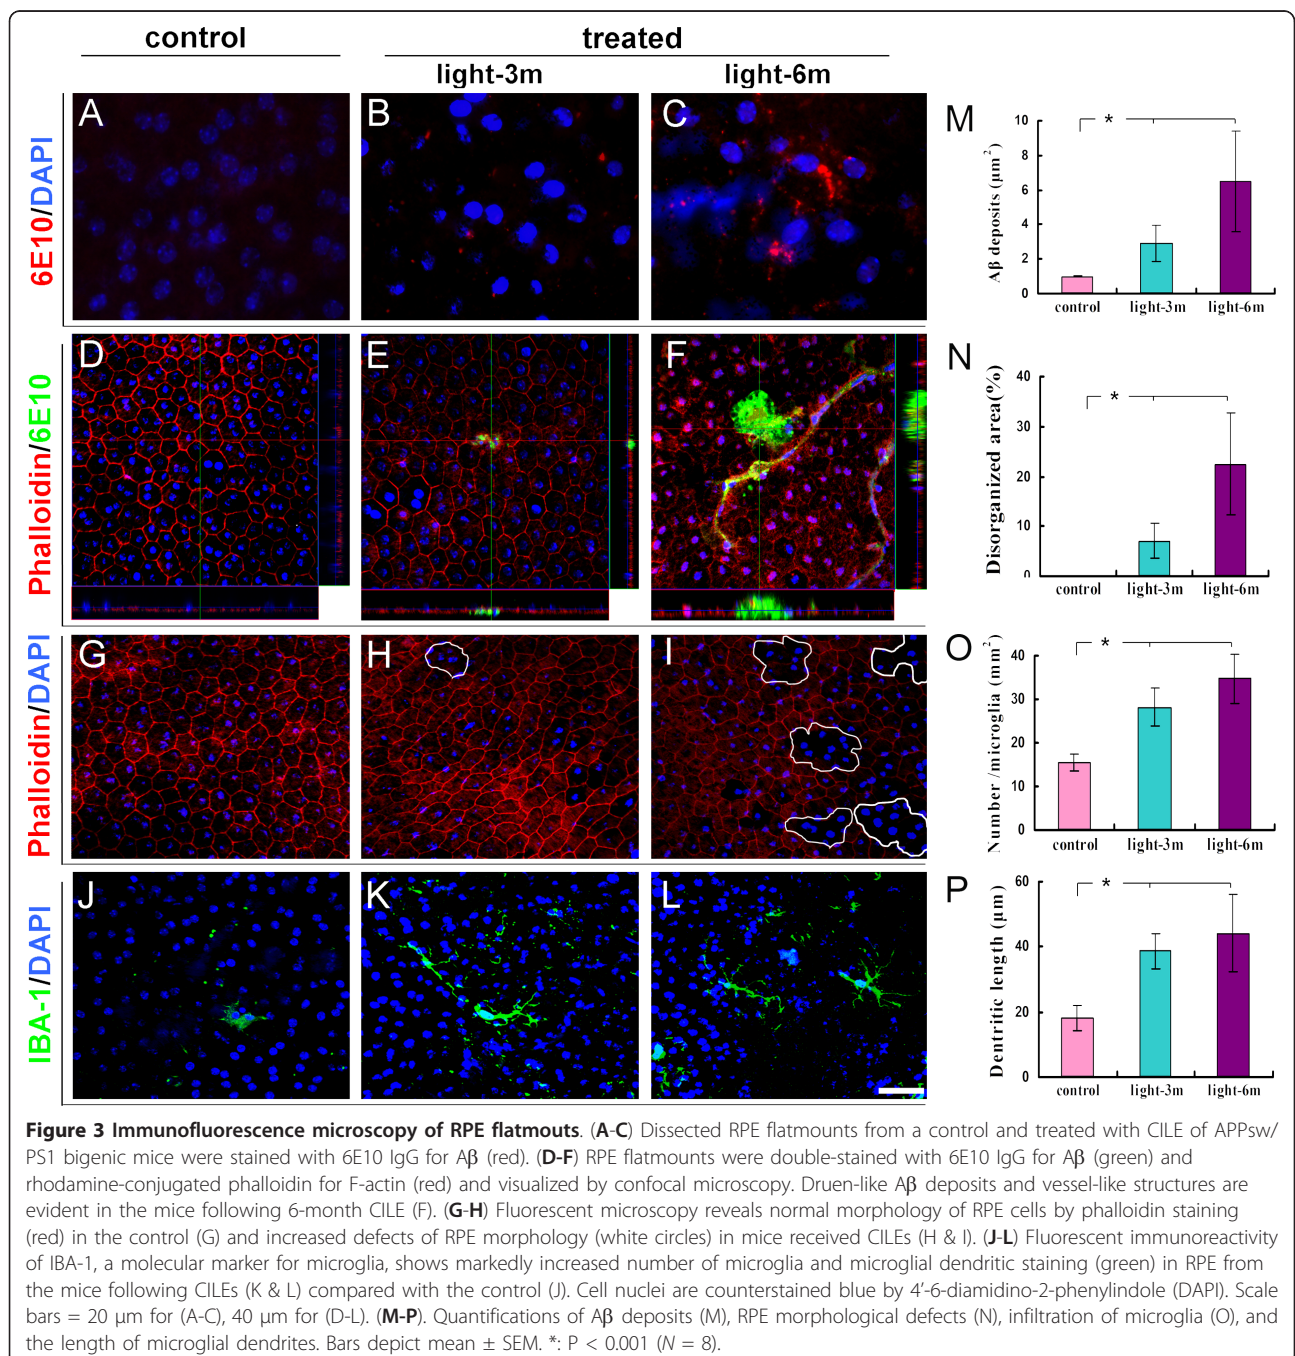 control
treated
light-3m
light-6m
6E10/DAPI
A
B
C
Phalloidin/6E10
D
E
F
Phalloidin/DAPI
G
H
I
IBA-1/DAPI
J
K
L
M
Aβ deposits (µm²)
10
8
6
4
2
0
control
light-3m
light-6m
*
N
Disorganized area(%)
40
30
20
10
0
control
light-3m
light-6m
*
O
Number /microglia (mm²)
40
30
20
10
0
control
light-3m
light-6m
*
P
Dentritic length (µm)
60
40
20
0
control
light-3m
light-6m
*
Figure 3 Immunofluorescence microscopy of RPE flatmouts. (A-C) Dissected RPE flatmounts from a control and treated with CILE of APPsw/
PS1 bigenic mice were stained with 6E10 IgG for Aβ (red). (D-F) RPE flatmounts were double-stained with 6E10 IgG for Aβ (green) and
rhodamine-conjugated phalloidin for F-actin (red) and visualized by confocal microscopy. Druen-like Aβ deposits and vessel-like structures are
evident in the mice following 6-month CILE (F). (G-H) Fluorescent microscopy reveals normal morphology of RPE cells by phalloidin staining
(red) in the control (G) and increased defects of RPE morphology (white circles) in mice received CILEs (H & I). (J-L) Fluorescent immunoreactivity
of IBA-1, a molecular marker for microglia, shows markedly increased number of microglia and microglial dendritic staining (green) in RPE from
the mice following CILEs (K & L) compared with the control (J). Cell nuclei are counterstained blue by 4′-6-diamidino-2-phenylindole (DAPI). Scale
bars = 20 µm for (A-C), 40 µm for (D-L). (M-P). Quantifications of Aβ deposits (M), RPE morphological defects (N), infiltration of microglia (O), and
the length of microglial dendrites. Bars depict mean ± SEM. *: P < 0.001 (N = 8).